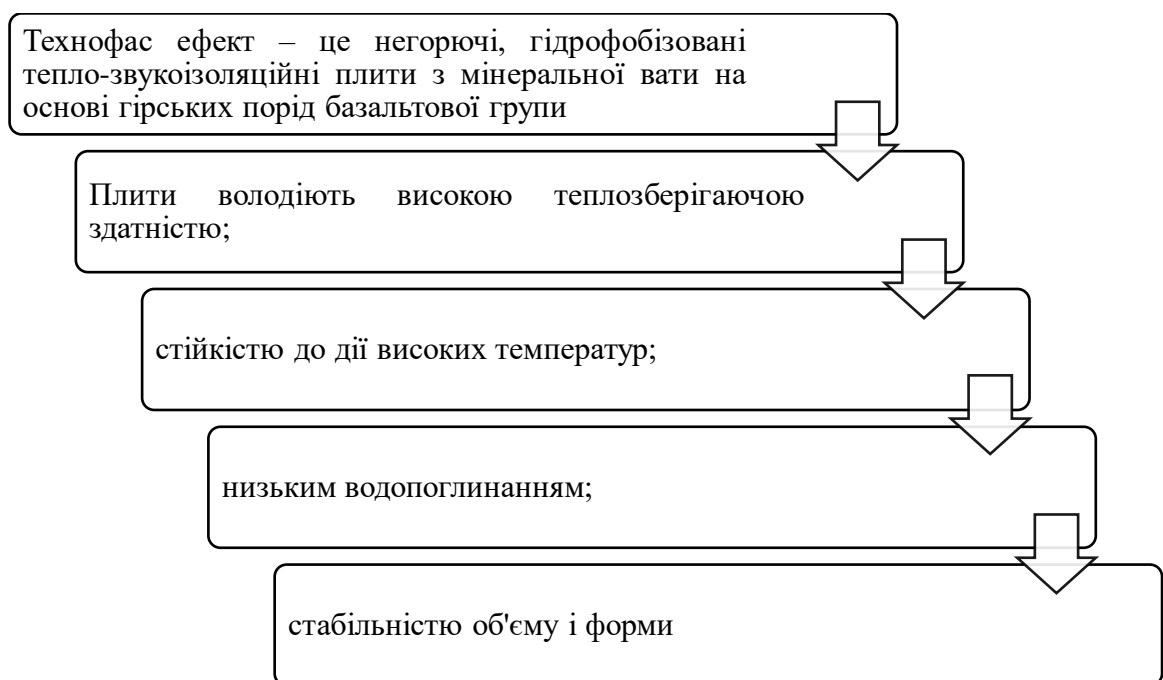 Технофас ефект – це негорючі, гідрофобізовані
тепло-звукоізоляційні плити з мінеральної вати на
основі гірських порід базальтової групи
Плити володіють високою теплозберігаючою
здатністю;
стійкістю до дії високих температур;
низьким водопоглинанням;
стабільністю об'єму і форми